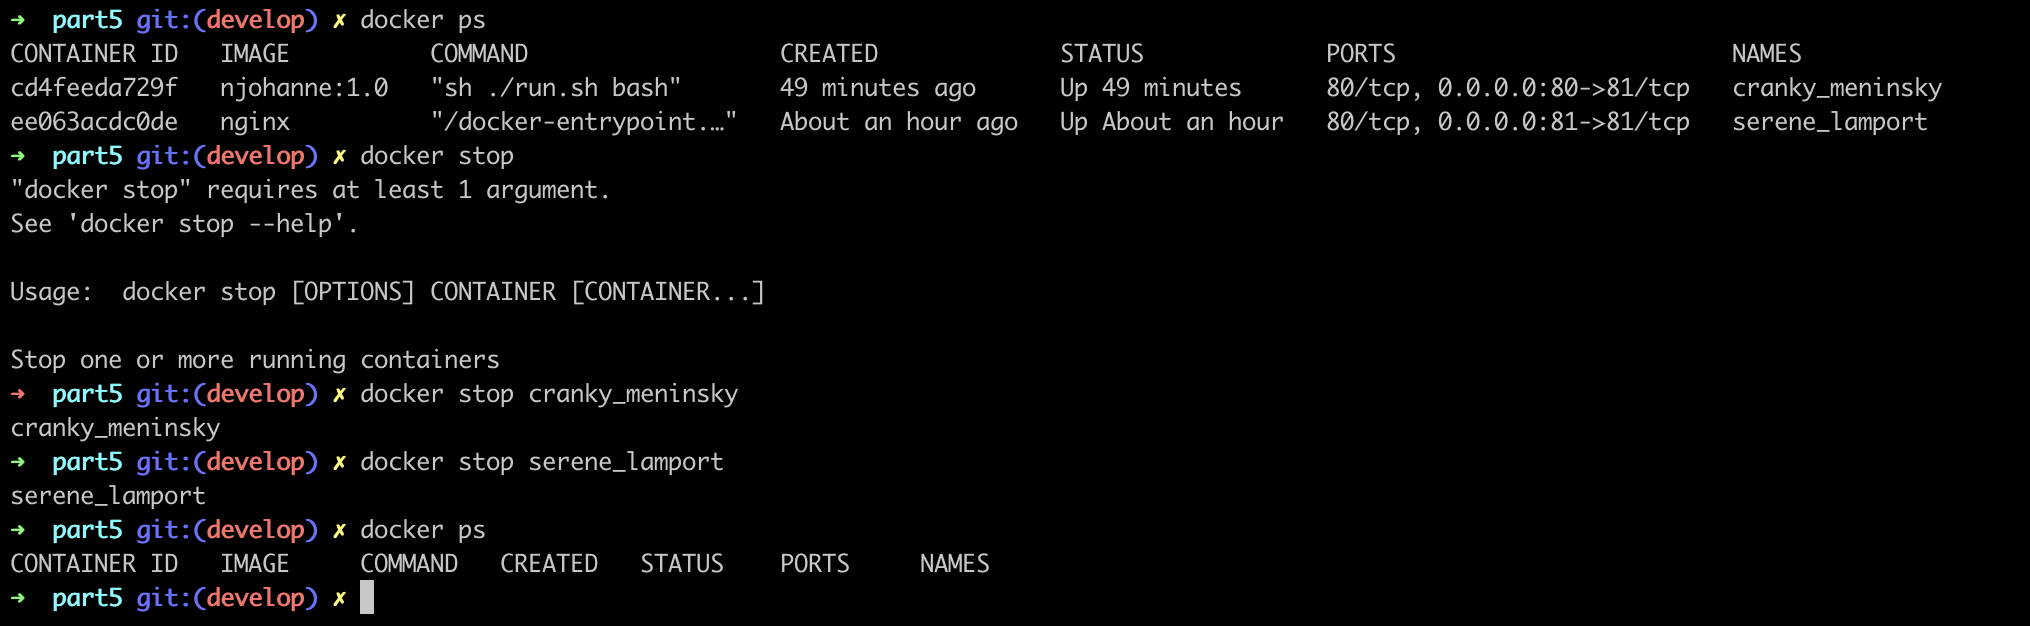 ➜  part5 git:(develop) ✗ docker ps
CONTAINER ID   IMAGE          COMMAND                  CREATED             STATUS             PORTS                        NAMES
cd4feeda729f   njohanne:1.0   "sh ./run.sh bash"       49 minutes ago      Up 49 minutes      80/tcp, 0.0.0.0:80->81/tcp   cranky_meninsky
ee063acdc0de   nginx          "/docker-entrypoint.…"   About an hour ago   Up About an hour   80/tcp, 0.0.0.0:81->81/tcp   serene_lamport
➜  part5 git:(develop) ✗ docker stop
"docker stop" requires at least 1 argument.
See 'docker stop --help'.

Usage:  docker stop [OPTIONS] CONTAINER [CONTAINER...]

Stop one or more running containers
➜  part5 git:(develop) ✗ docker stop cranky_meninsky
cranky_meninsky
➜  part5 git:(develop) ✗ docker stop serene_lamport
serene_lamport
➜  part5 git:(develop) ✗ docker ps
CONTAINER ID   IMAGE     COMMAND   CREATED   STATUS    PORTS     NAMES
➜  part5 git:(develop) ✗